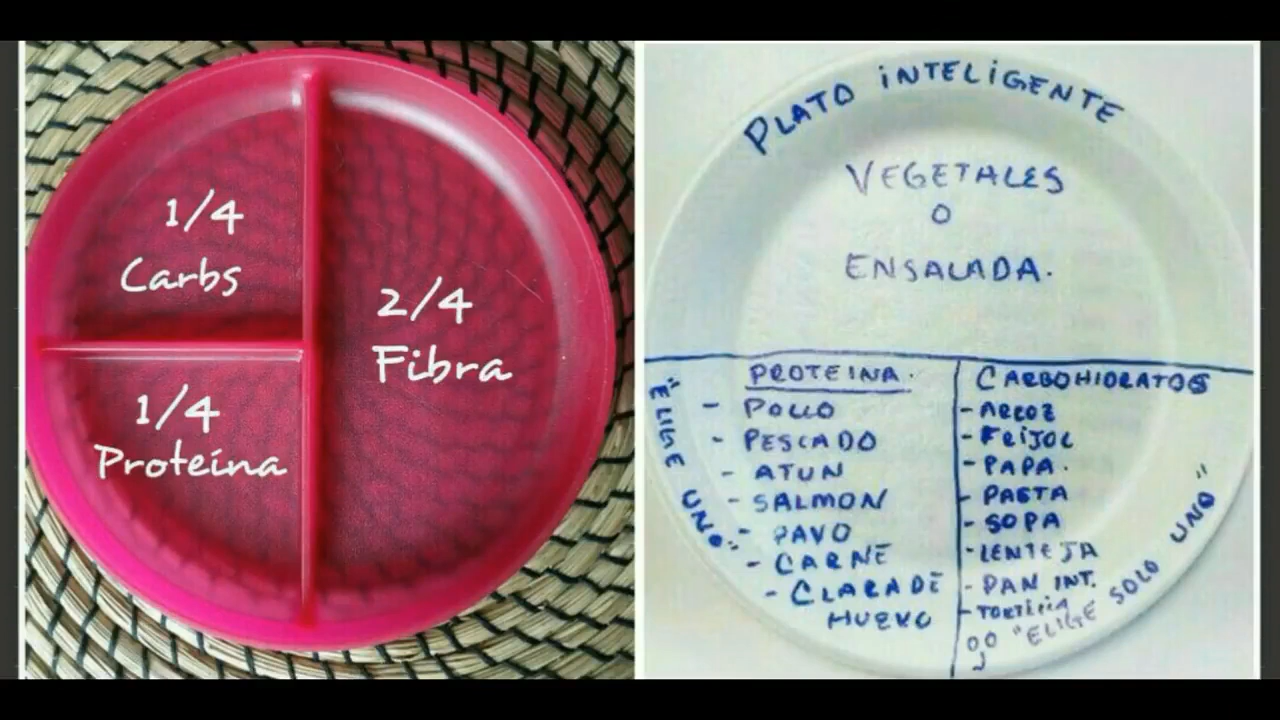 1/4
Carbs
2/4
Fibra
1/4
Proteína
PLATO INTELIGENTE
VEGETALES
O
ENSALADA.
PROTEINA.
- POLLO
- PESCADO
- ATUN
- SALMON
- PAVO
- CARNE
- CLARA DE
HUEVO
"ELIGE UNO"
CARBOHIDRATOS
- ARROZ
- FRIJOL
- PAPA.
- PASTA
- SOPA
- LENTEJA
- PAN INT.
- TORTILLA
"ELIGE SOLO UNO"